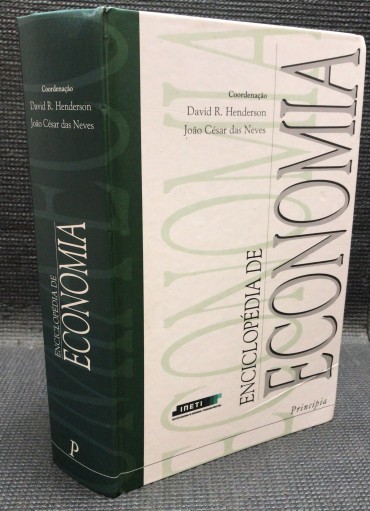 Coordenação
David R. Henderson
João César das Neves
ENCICLOPÉDIA DE
ECONOMIA
P
Coordenação
David R. Henderson
João César das Neves
ENCICLOPÉDIA DE
ECONOMIA
INETI
Principia
ECONOMIA